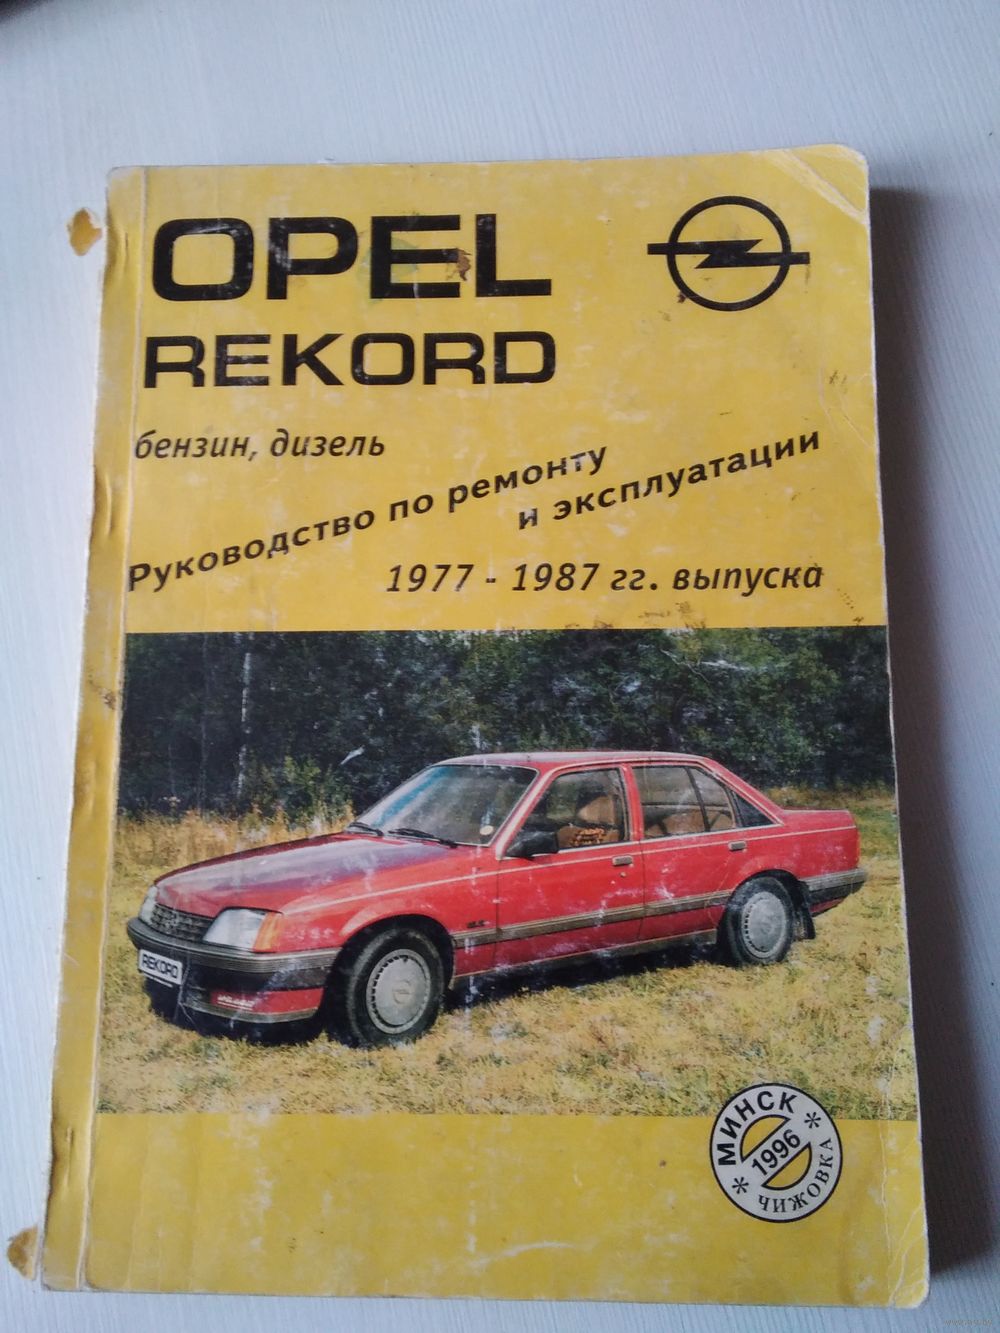 OPEL
REKORD
бензин, дизель
Руководство по ремонту
и эксплуатации
1977 - 1987 гг. выпуска
REKORD
МИНСК
1996
ЧИЖОВКА